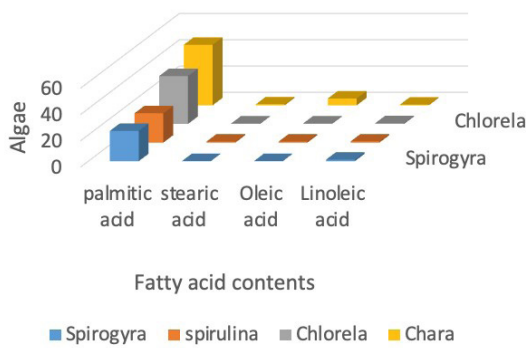 60
40
20
0
Algae
Chlorela
Spirogyra
palmitic acid
stearic acid
Oleic acid
Linoleic acid
Fatty acid contents
Spirogyra spirulina Chlorela Chara